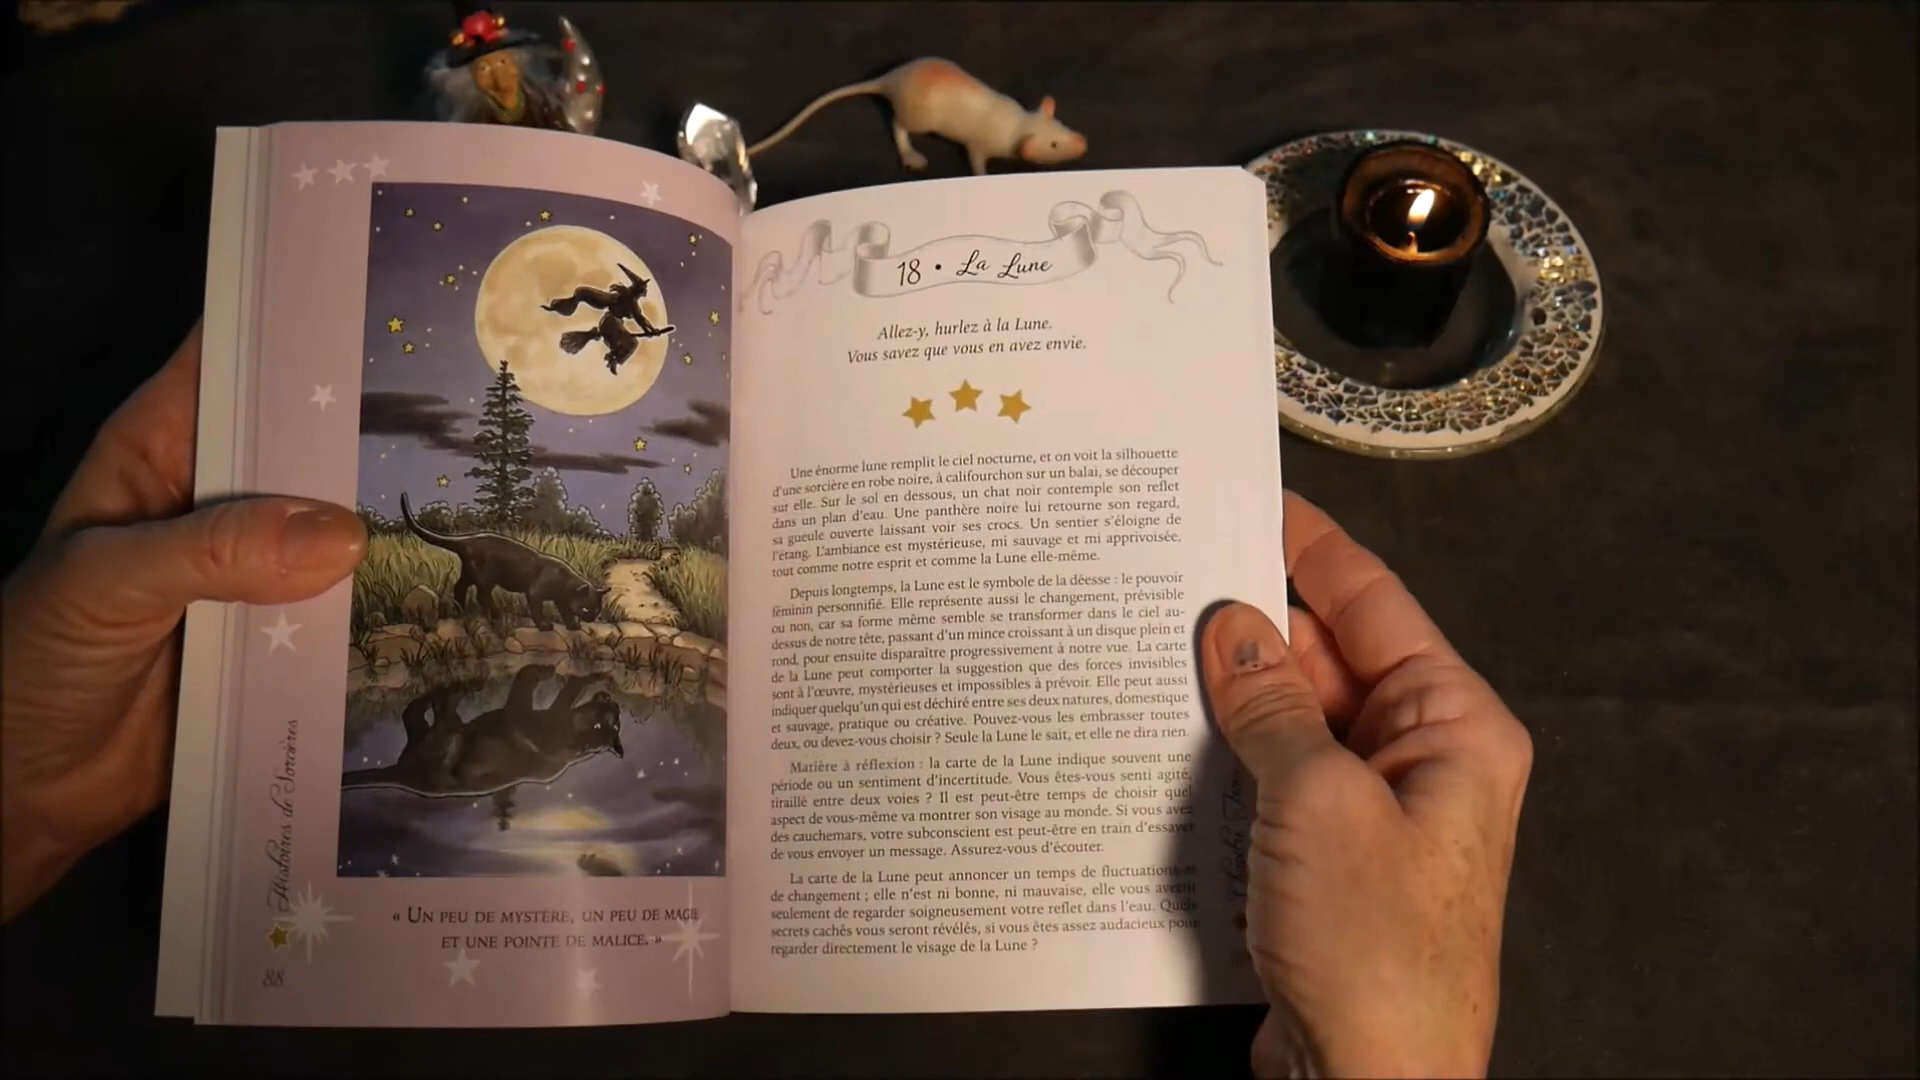 Histoires de Sorcières
« UN PEU DE MYSTÈRE, UN PEU DE MAGIE
ET UNE POINTE DE MALICE. »
88
18 • La Lune
Allez-y, hurlez à la Lune.
Vous savez que vous en avez envie.
Une énorme lune remplit le ciel nocturne, et on voit la silhouette
d'une sorcière en robe noire, à califourchon sur un balai, se découper
sur elle. Sur le sol en dessous, un chat noir contemple son reflet
dans un plan d'eau. Une panthère noire lui retourne son regard,
sa gueule ouverte laissant voir ses crocs. Un sentier s'éloigne de
l'étang. L'ambiance est mystérieuse, mi sauvage et mi apprivoisée,
tout comme notre esprit et comme la Lune elle-même.
Depuis longtemps, la Lune est le symbole de la déesse : le pouvoir
féminin personnifié. Elle représente aussi le changement, prévisible
ou non, car sa forme même semble se transformer dans le ciel au-
dessus de notre tête, passant d'un mince croissant à un disque plein et
rond, pour ensuite disparaître progressivement à notre vue. La carte
de la Lune peut comporter la suggestion que des forces invisibles
sont à l'œuvre, mystérieuses et impossibles à prévoir. Elle peut aussi
indiquer quelqu'un qui est déchiré entre ses deux natures, domestique
et sauvage, pratique ou créative. Pouvez-vous les embrasser toutes
deux, ou devez-vous choisir ? Seule la Lune le sait, et elle ne dira rien.
Matière à réflexion : la carte de la Lune indique souvent une
période ou un sentiment d'incertitude. Vous êtes-vous senti agité,
tiraillé entre deux voies ? Il est peut-être temps de choisir quel
aspect de vous-même va montrer son visage au monde. Si vous avez
des cauchemars, votre subconscient est peut-être en train d'essayer
de vous envoyer un message. Assurez-vous d'écouter.
La carte de la Lune peut annoncer un temps de fluctuations et
de changement ; elle n'est ni bonne, ni mauvaise, elle vous avertit
seulement de regarder soigneusement votre reflet dans l'eau. Quels
secrets cachés vous seront révélés, si vous êtes assez audacieux pour
regarder directement le visage de la Lune ?